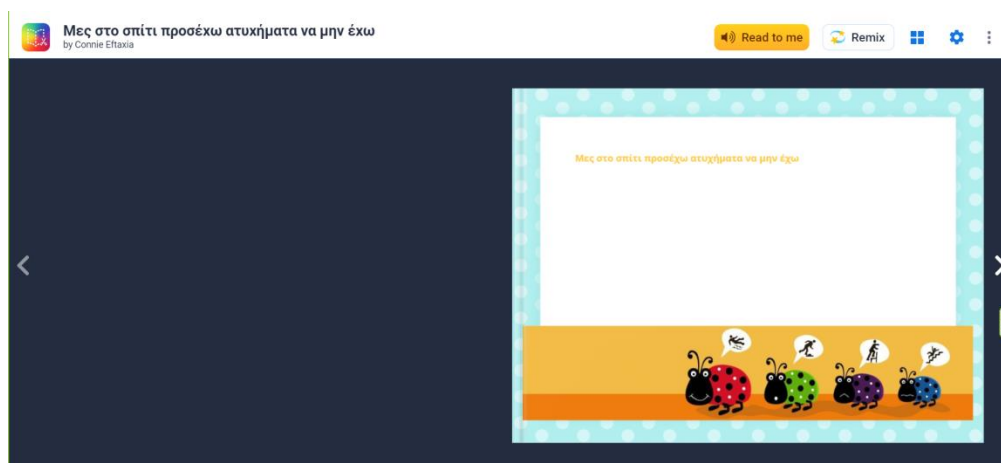 Μες στο σπίτι προσέχω ατυχήματα να μην έχω
by Connie Eftaxia
Read to me
Remix
Μες στο σπίτι προσέχω ατυχήματα να μην έχω